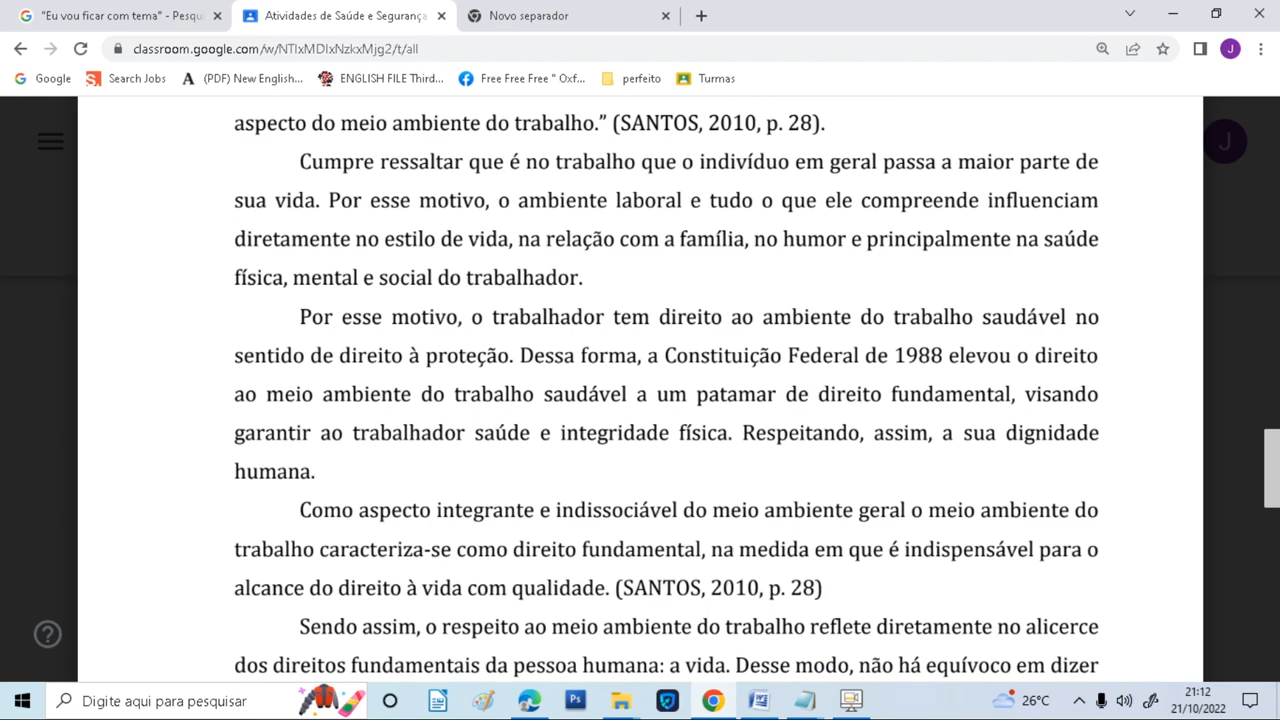 "Eu vou ficar com tema" - Pesqu
Atividades de Saúde e Segurança
Novo separador
classroom.google.com/w/NTIxMDIxNzkxMjg2/t/all
J
Google
Search Jobs
(PDF) New English...
ENGLISH FILE Third...
Free Free Free " Oxf...
perfeito
Turmas
J
aspecto do meio ambiente do trabalho.” (SANTOS, 2010, p. 28).
Cumpre ressaltar que é no trabalho que o indivíduo em geral passa a maior parte de
sua vida. Por esse motivo, o ambiente laboral e tudo o que ele compreende influenciam
diretamente no estilo de vida, na relação com a família, no humor e principalmente na saúde
física, mental e social do trabalhador.
Por esse motivo, o trabalhador tem direito ao ambiente do trabalho saudável no
sentido de direito à proteção. Dessa forma, a Constituição Federal de 1988 elevou o direito
ao meio ambiente do trabalho saudável a um patamar de direito fundamental, visando
garantir ao trabalhador saúde e integridade física. Respeitando, assim, a sua dignidade
humana.
Como aspecto integrante e indissociável do meio ambiente geral o meio ambiente do
trabalho caracteriza-se como direito fundamental, na medida em que é indispensável para o
alcance do direito à vida com qualidade. (SANTOS, 2010, p. 28)
Sendo assim, o respeito ao meio ambiente do trabalho reflete diretamente no alicerce
dos direitos fundamentais da pessoa humana: a vida. Desse modo, não há equívoco em dizer
Digite aqui para pesquisar
Ps
26°C
21:12
21/10/2022